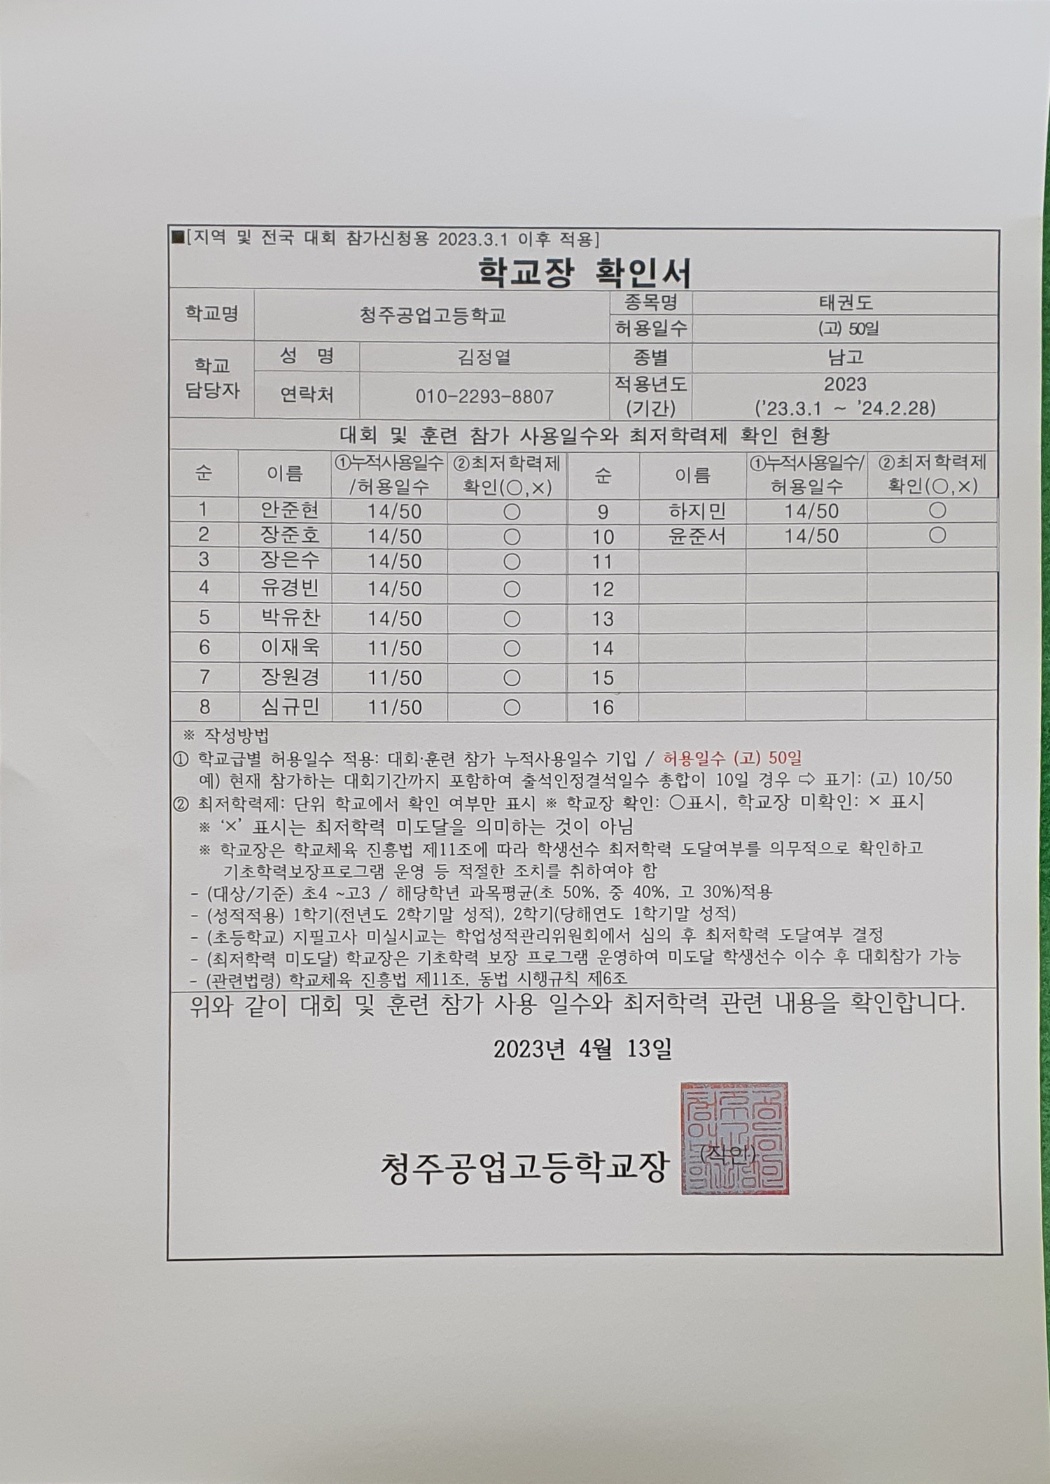 ■[지역 및 전국 대회 참가신청용 2023.3.1 이후 적용]
학교장 확인서
학교명 청주공업고등학교 종목명 태권도
허용일수 (고) 50일
학교 담당자 성 명 김정열 종별 남고
연락처 010-2293-8807 적용년도 (기간) 2023 ('23.3.1 ~ '24.2.28)
대회 및 훈련 참가 사용일수와 최저학력제 확인 현황
순 이름 ①누적사용일수/허용일수 ②최저학력제 확인(○,×) 순 이름 ①누적사용일수/허용일수 ②최저학력제 확인(○,×)
1 안준현 14/50 ○ 9 하지민 14/50 ○
2 장준호 14/50 ○ 10 윤준서 14/50 ○
3 장은수 14/50 ○ 11
4 유경빈 14/50 ○ 12
5 박유찬 14/50 ○ 13
6 이재욱 11/50 ○ 14
7 장원경 11/50 ○ 15
8 심규민 11/50 ○ 16
※ 작성방법
① 학교급별 허용일수 적용: 대회·훈련 참가 누적사용일수 기입 / 허용일수 (고) 50일
예) 현재 참가하는 대회기간까지 포함하여 출석인정결석일수 총합이 10일 경우 ⇨ 표기: (고) 10/50
② 최저학력제: 단위 학교에서 확인 여부만 표시 ※ 학교장 확인: ○표시, 학교장 미확인: × 표시
※ '×' 표시는 최저학력 미도달을 의미하는 것이 아님
※ 학교장은 학교체육 진흥법 제11조에 따라 학생선수 최저학력 도달여부를 의무적으로 확인하고
기초학력보장프로그램 운영 등 적절한 조치를 취하여야 함
- (대상/기준) 초4 ~고3 / 해당학년 과목평균(초 50%, 중 40%, 고 30%)적용
- (성적적용) 1학기(전년도 2학기말 성적), 2학기(당해연도 1학기말 성적)
- (초등학교) 지필고사 미실시교는 학업성적관리위원회에서 심의 후 최저학력 도달여부 결정
- (최저학력 미도달) 학교장은 기초학력 보장 프로그램 운영하여 미도달 학생선수 이수 후 대회참가 가능
- (관련법령) 학교체육 진흥법 제11조, 동법 시행규칙 제6조
위와 같이 대회 및 훈련 참가 사용 일수와 최저학력 관련 내용을 확인합니다.
2023년 4월 13일
청주공업고등학교장 (직인)